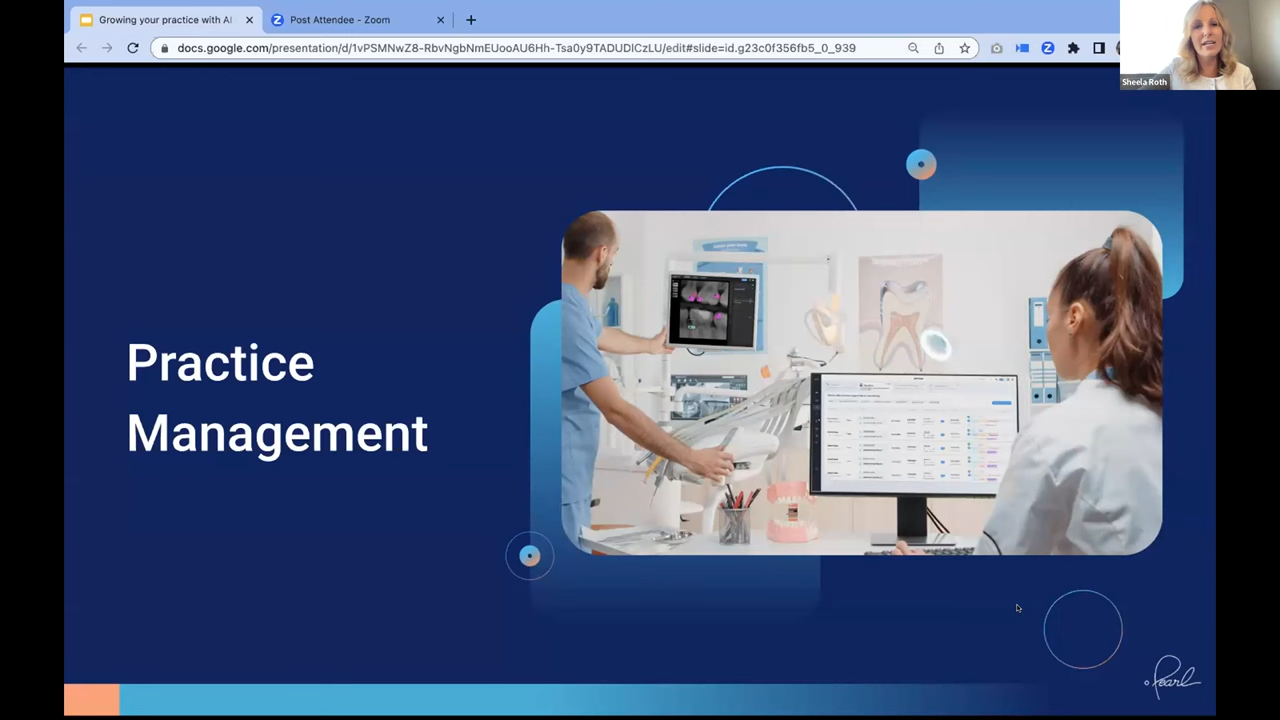 Growing your practice with AI
Post Attendee - Zoom
docs.google.com/presentation/d/1vPSMNwZ8-RbvNgbNmEUooAU6Hh-Tsa0y9TADUDlCzLU/edit#slide=id.g23c0f356fb5_0_939
Sheela Roth
Practice
Management
Pearl